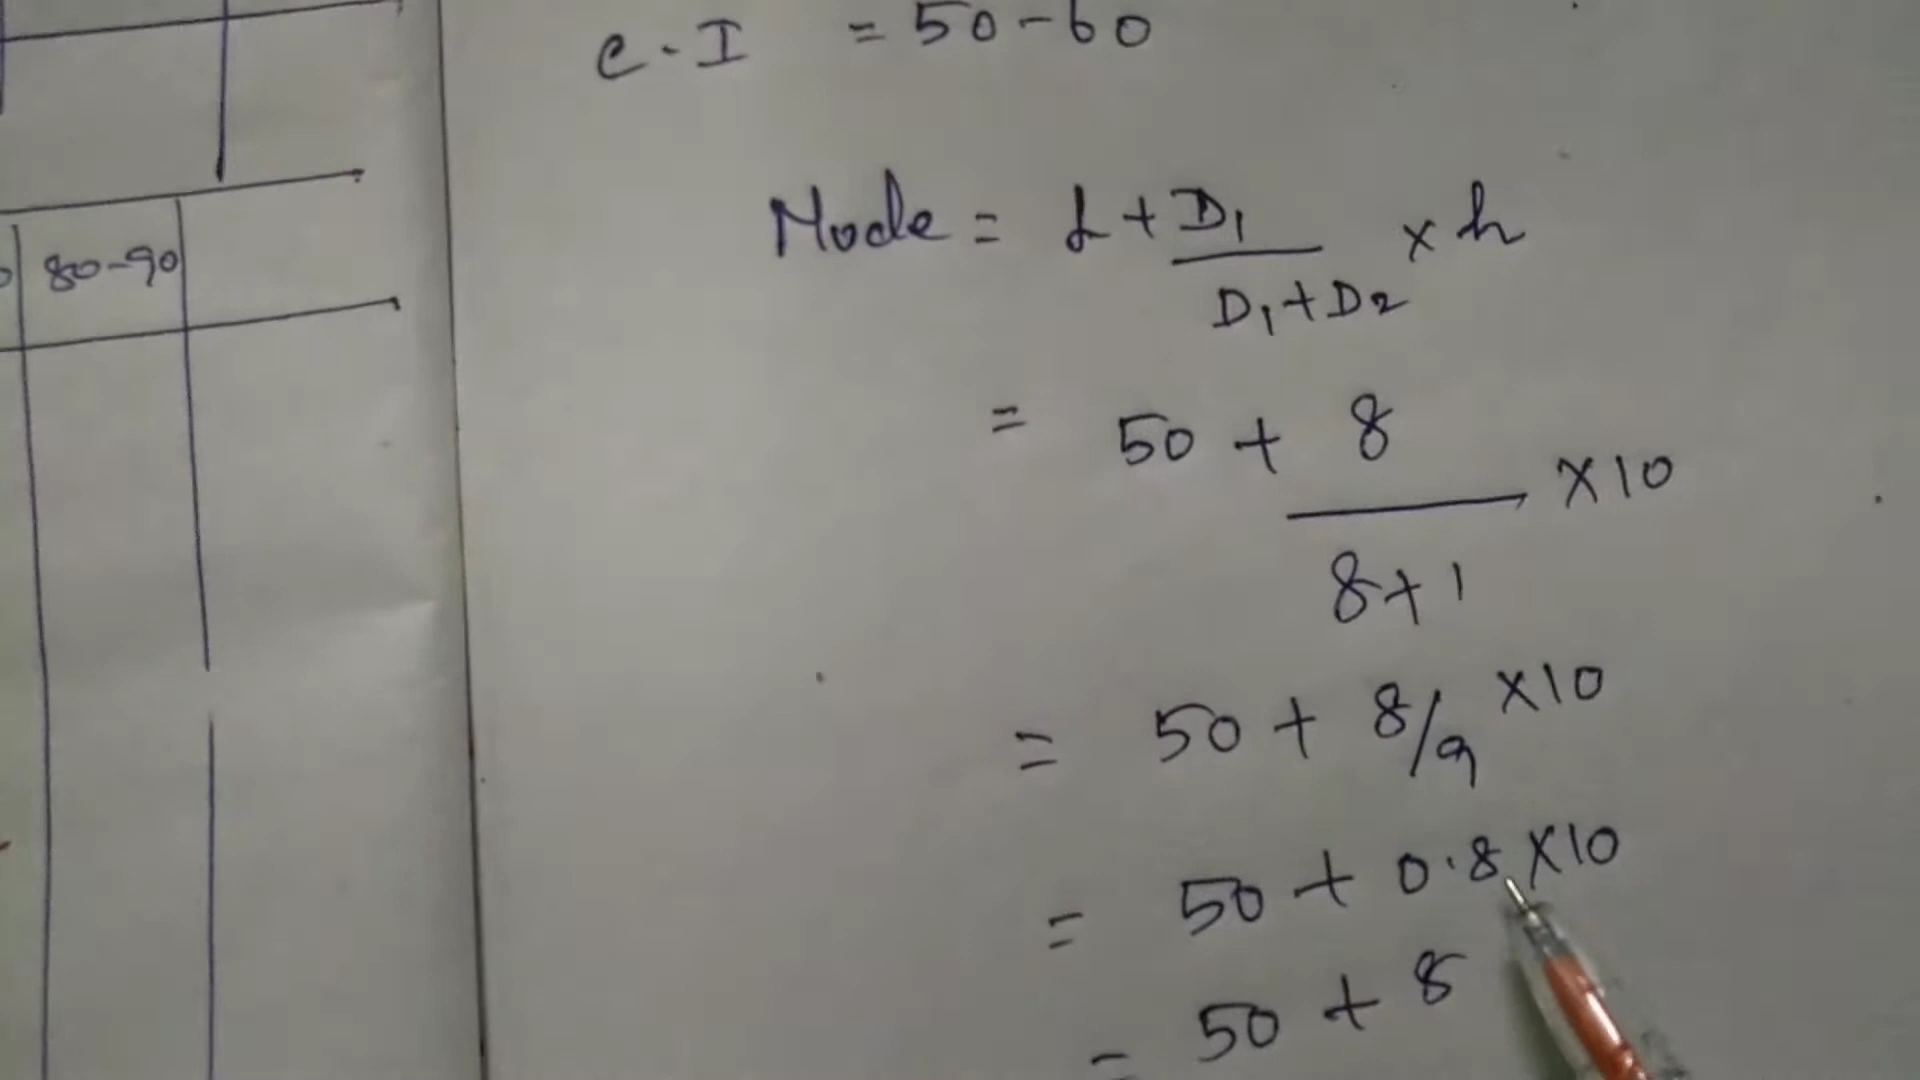 C.I = 50-60
80-90
Mode = L + D₁ / D₁ + D₂ × h
= 50 + 8 / 8 + 1 × 10
= 50 + 8/9 × 10
= 50 + 0.8 × 10
= 50 + 8